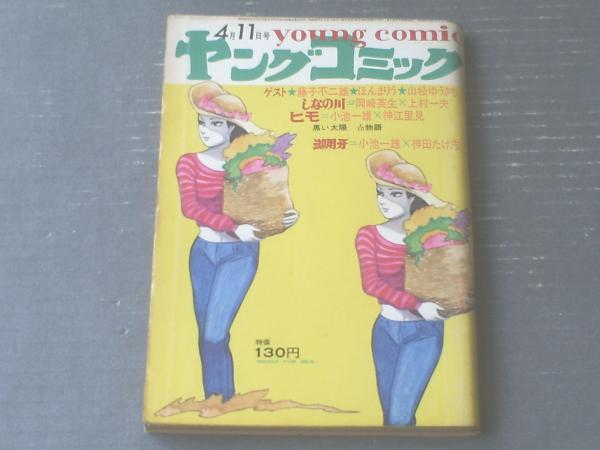 4月11日号 young comic
ヤングコミック
ゲスト★藤子不二雄★ほんまりう★山松ゆうきち
しなの川＝岡崎英生×上村一夫
ヒモ＝小池一雄×神江里見
黒い太陽 物語
湖＝小池一雄×神田たけ志
特価
130円